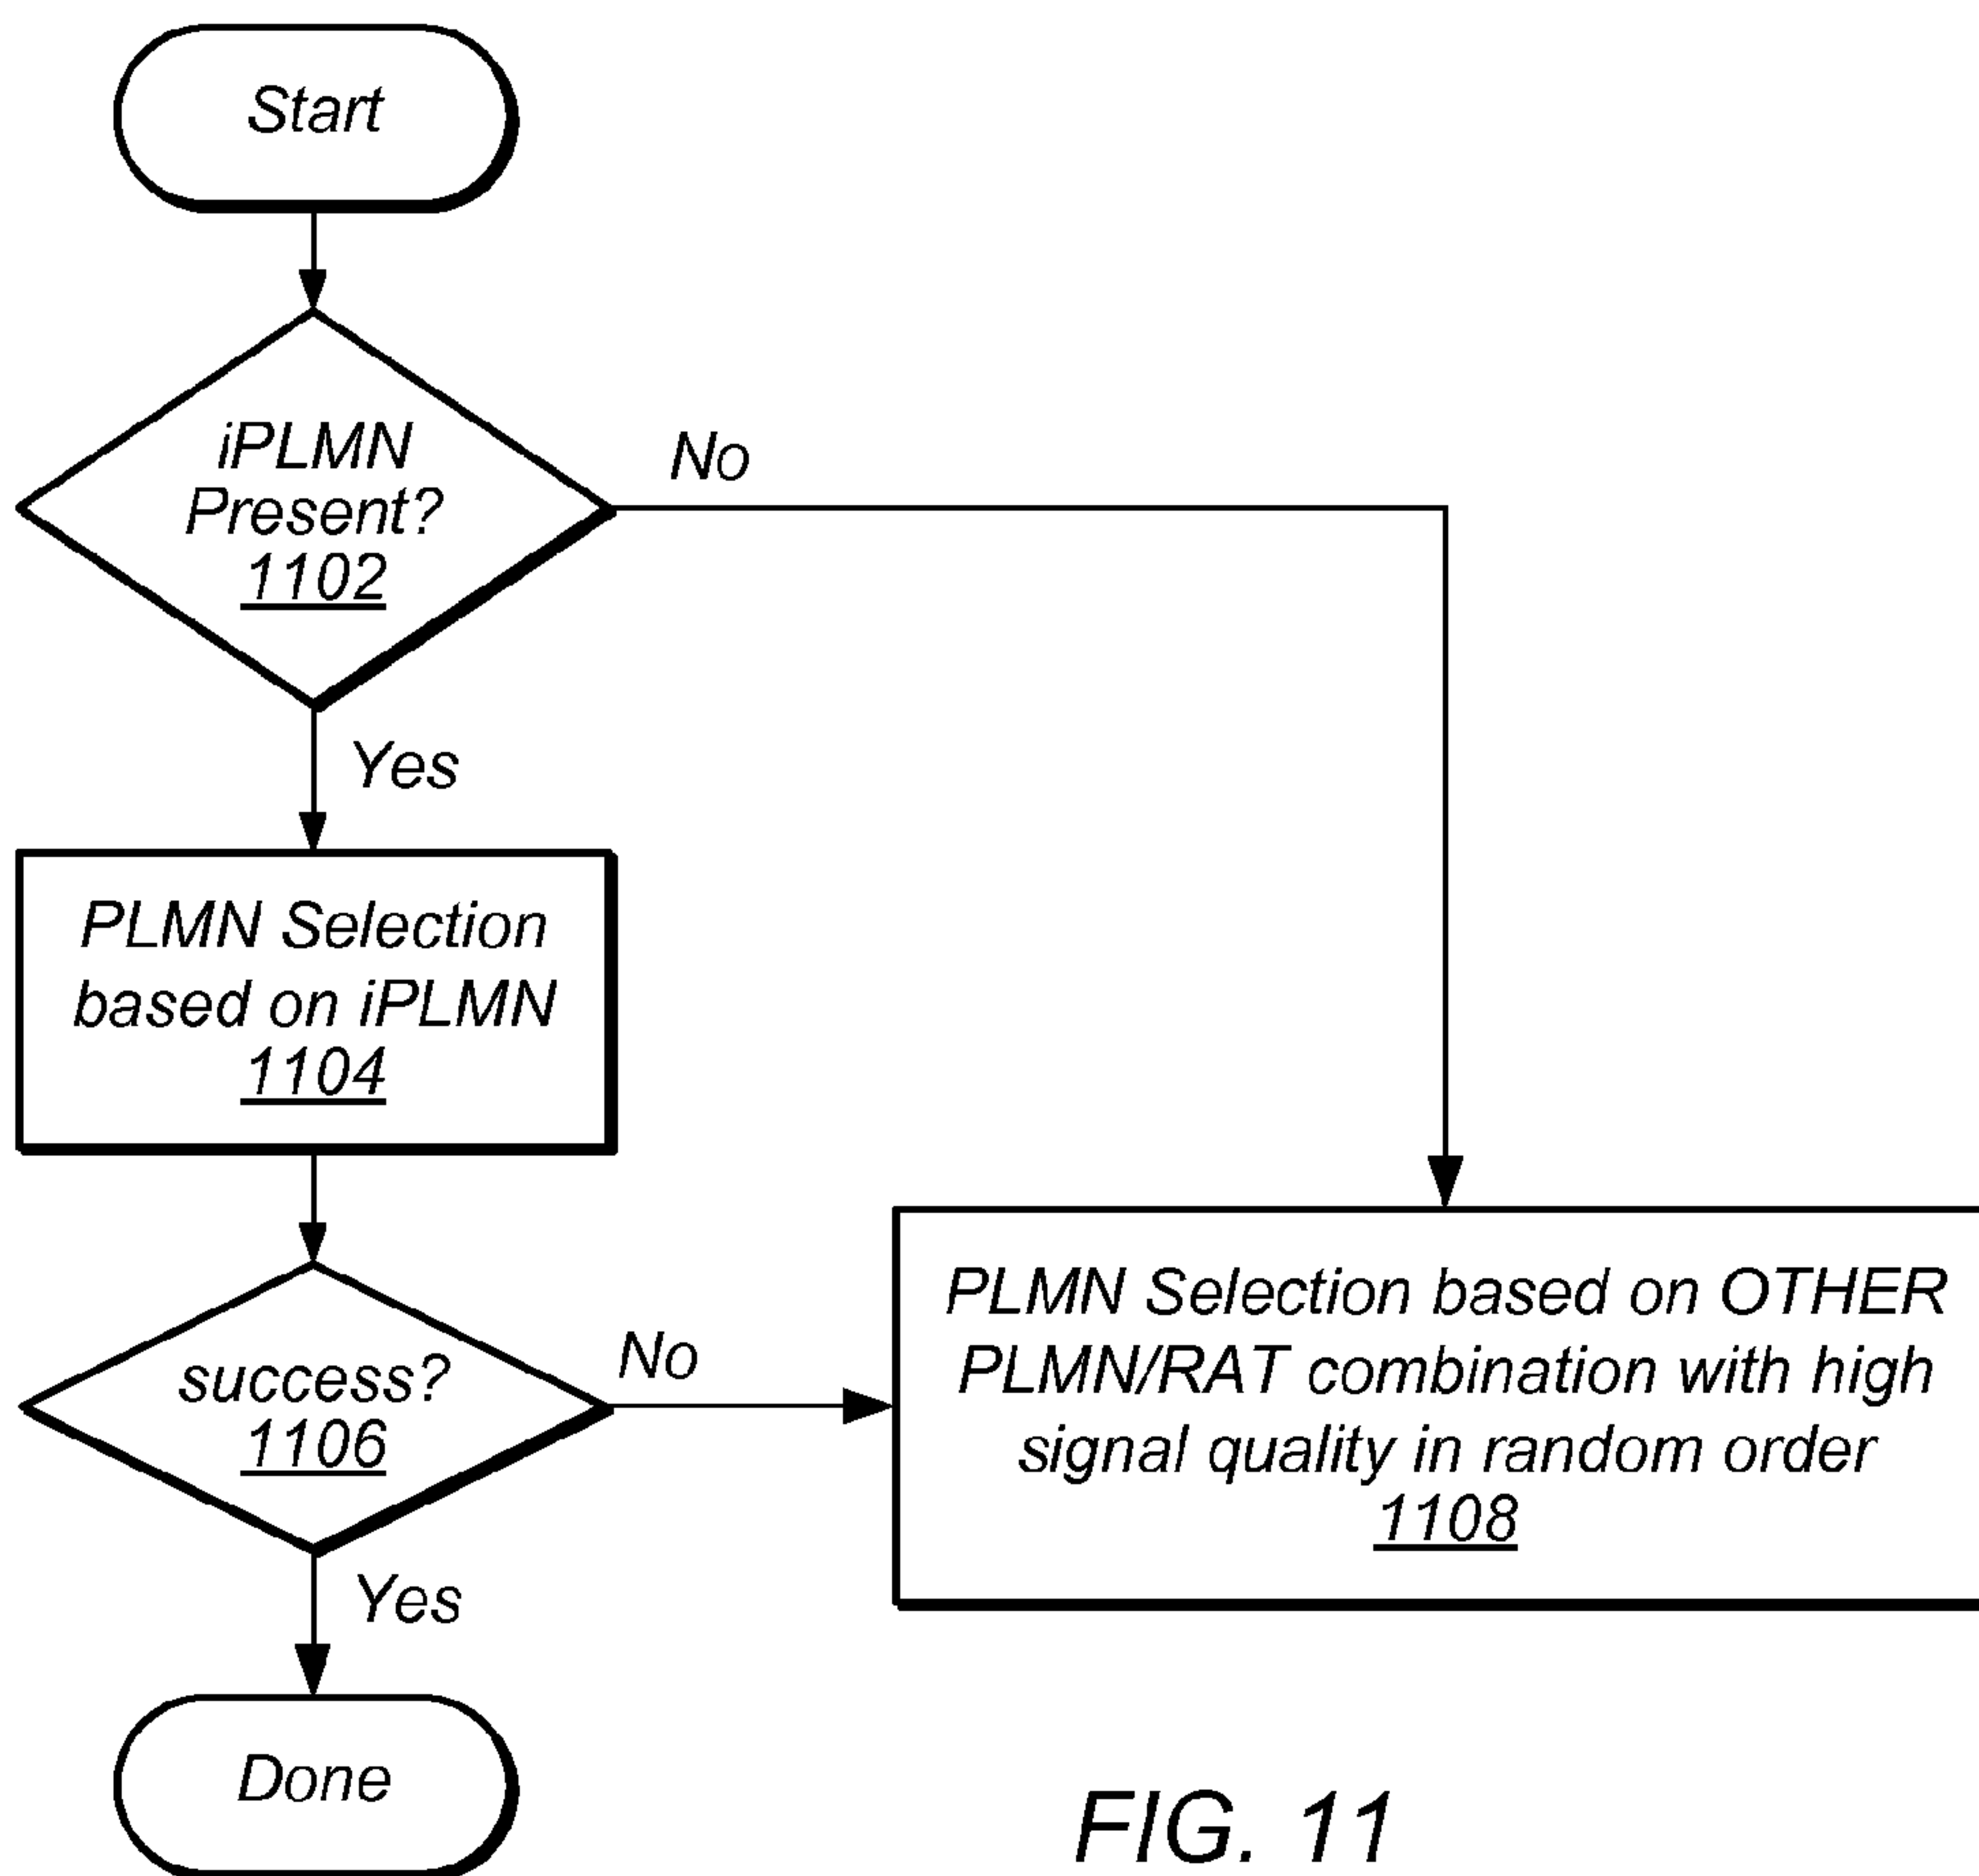 Start
iPLMN
Present?
1102
No
Yes
PLMN Selection
based on iPLMN
1104
success?
1106
No
PLMN Selection based on OTHER
PLMN/RAT combination with high
signal quality in random order
1108
Yes
Done
FIG. 11